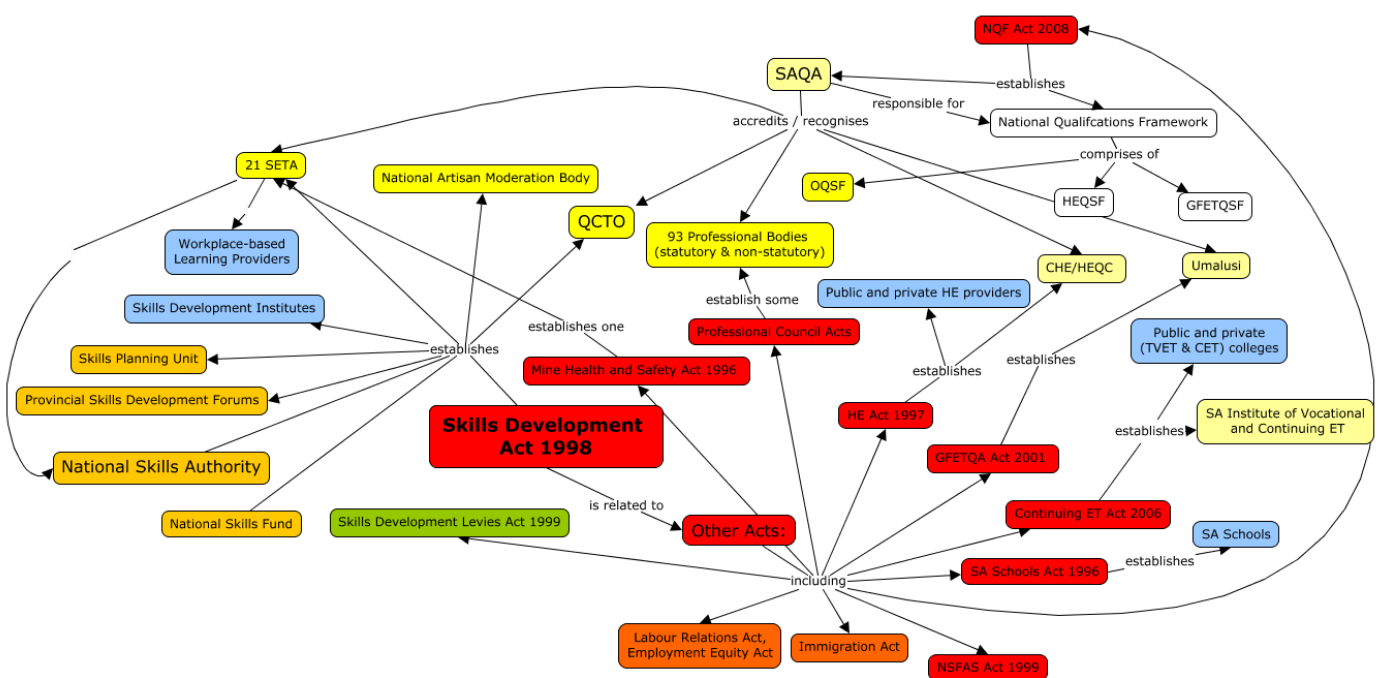 NQF Act 2008
SAQA
establishes
responsible for
accredits / recognises
National Qualifcations Framework
comprises of
21 SETA
National Artisan Moderation Body
OQSF
HEQSF
GFETQSF
QCTO
Workplace-based
Learning Providers
93 Professional Bodies
(statutory & non-statutory)
CHE/HEQC
Umalusi
Public and private HE providers
establish some
Skills Development Institutes
establishes one
Professional Council Acts
Public and private
(TVET & CET) colleges
establishes
Skills Planning Unit
establishes
establishes
Mine Health and Safety Act 1996
Provincial Skills Development Forums
HE Act 1997
SA Institute of Vocational
and Continuing ET
establishes
Skills Development
Act 1998
GFETQA Act 2001
National Skills Authority
is related to
National Skills Fund
Skills Development Levies Act 1999
Other Acts:
Continuing ET Act 2006
SA Schools
establishes
SA Schools Act 1996
including
Labour Relations Act,
Employment Equity Act
Immigration Act
NSFAS Act 1999